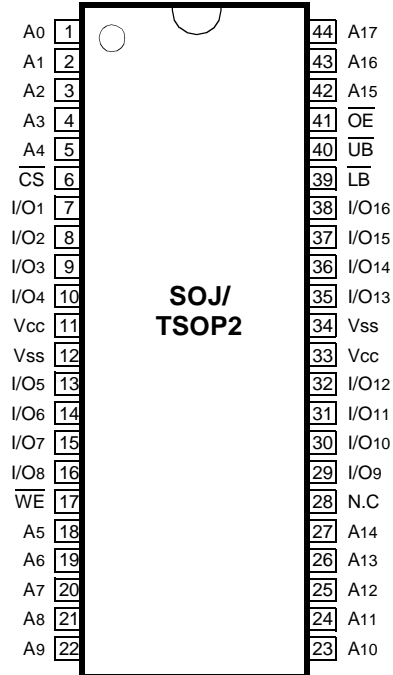 A0 1 44 A17
A1 2 43 A16
A2 3 42 A15
A3 4 41 OE
A4 5 40 UB
CS 6 39 LB
I/O1 7 38 I/O16
I/O2 8 37 I/O15
I/O3 9 36 I/O14
I/O4 10 35 I/O13
SOJ/
TSOP2
Vcc 11 34 Vss
Vss 12 33 Vcc
I/O5 13 32 I/O12
I/O6 14 31 I/O11
I/O7 15 30 I/O10
I/O8 16 29 I/O9
WE 17 28 N.C
A5 18 27 A14
A6 19 26 A13
A7 20 25 A12
A8 21 24 A11
A9 22 23 A10